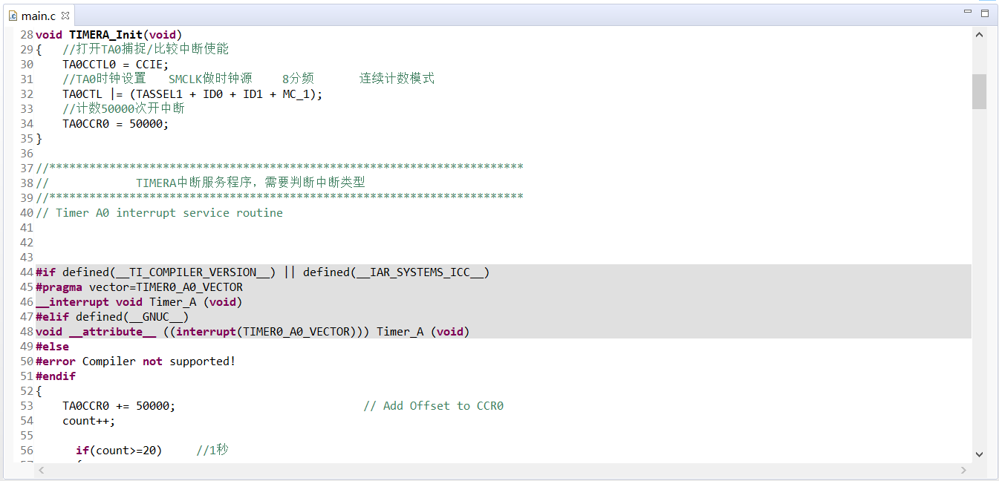 main.c
28 void TIMERA_Init(void)
29 {   //打开TA0捕捉/比较中断使能
30     TA0CCTL0 = CCIE;
31     //TA0时钟设置   SMCLK做时钟源    8分频      连续计数模式
32     TA0CTL |= (TASSEL1 + ID0 + ID1 + MC_1);
33     //计数50000次开中断
34     TA0CCR0 = 50000;
35 }
36
37 //***********************************************************************
38 //             TIMERA中断服务程序，需要判断中断类型
39 //***********************************************************************
40 // Timer A0 interrupt service routine
41
42
43
44 #if defined(__TI_COMPILER_VERSION__) || defined(__IAR_SYSTEMS_ICC__)
45 #pragma vector=TIMER0_A0_VECTOR
46 __interrupt void Timer_A (void)
47 #elif defined(__GNUC__)
48 void __attribute__ ((interrupt(TIMER0_A0_VECTOR))) Timer_A (void)
49 #else
50 #error Compiler not supported!
51 #endif
52 {
53     TA0CCR0 += 50000;                            // Add Offset to CCR0
54     count++;
55
56       if(count>=20)     //1秒